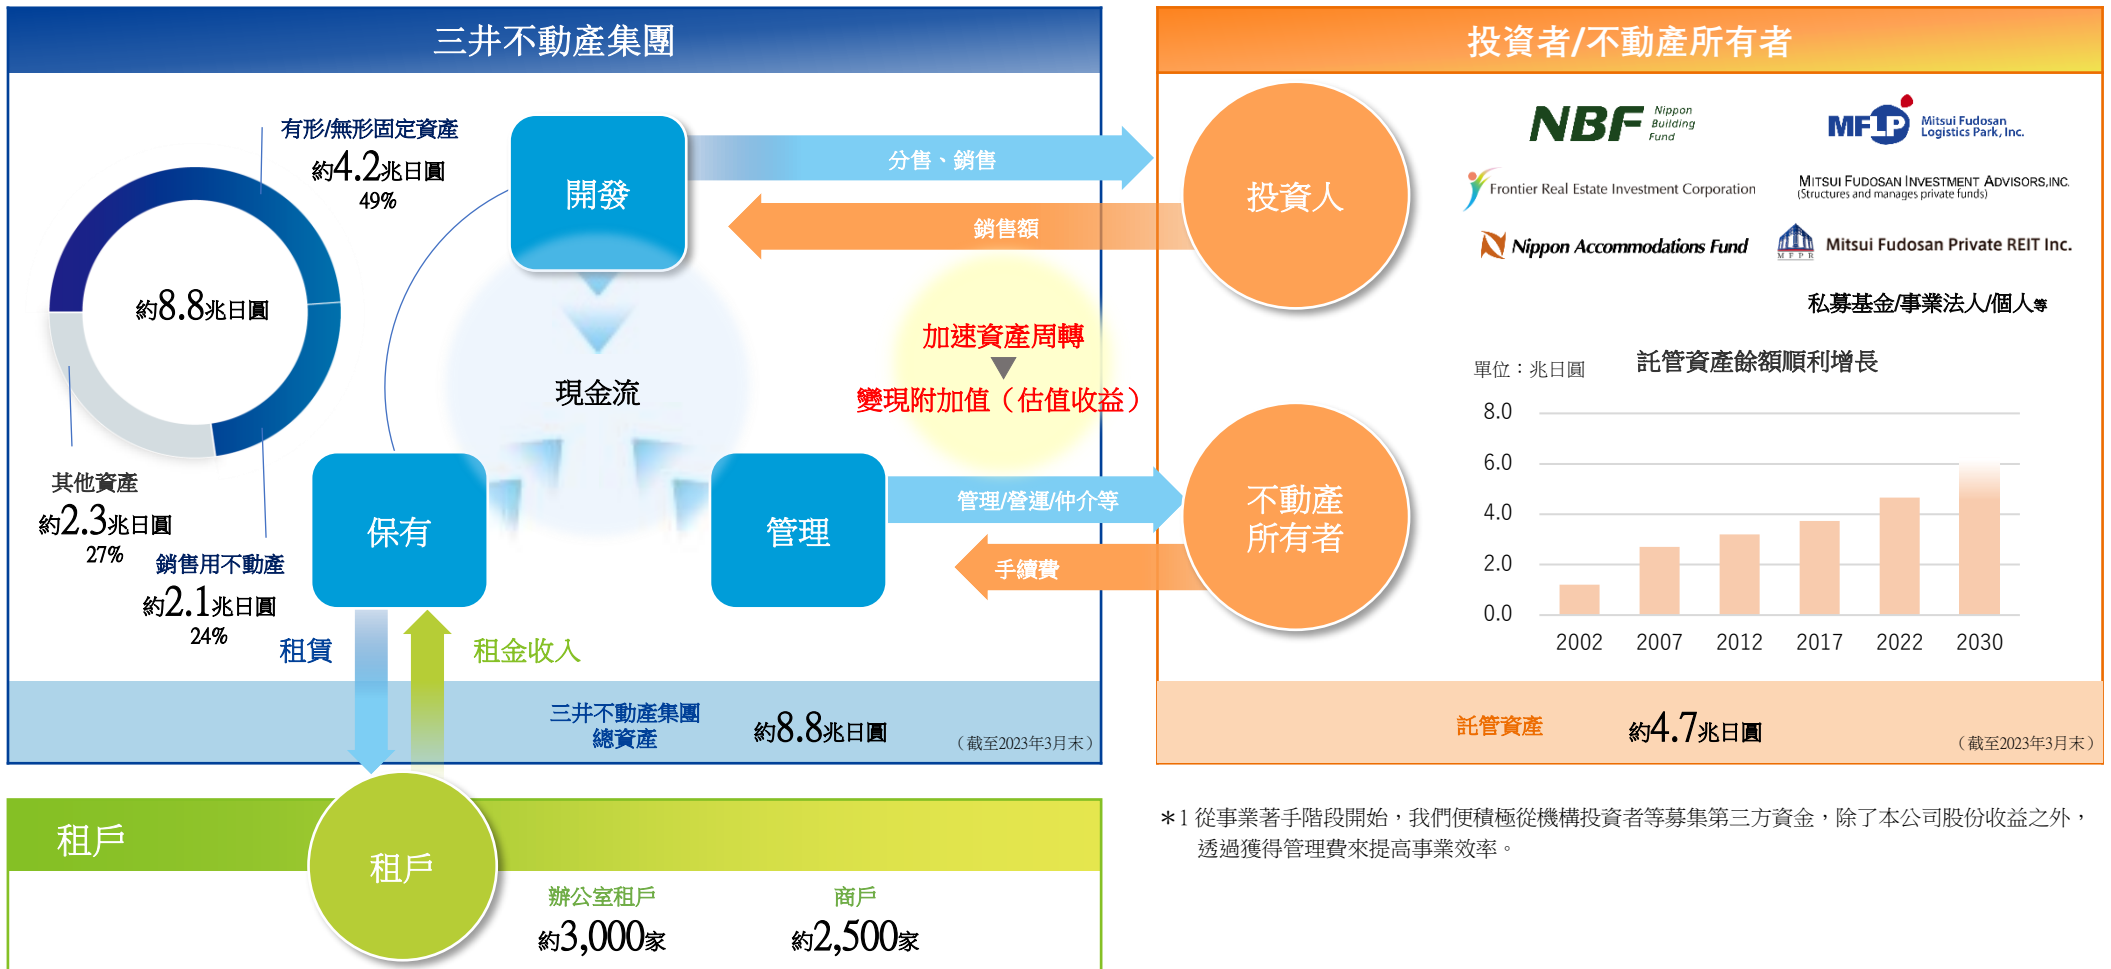 三井不動產集團
有形/無形固定資產
約4.2兆日圓
49%
約8.8兆日圓
其他資產
約2.3兆日圓
27%
銷售用不動產
約2.1兆日圓
24%
開發
現金流
保有
管理
分售、銷售
銷售額
加速資產周轉
變現附加值（估值收益）
管理/營運/仲介等
手續費
租賃
租金收入
三井不動產集團
總資產
約8.8兆日圓
（截至2023年3月末）
投資者/不動產所有者
投資人
不動產
所有者
NBF
Nippon
Building
Fund
MFLP
Mitsui Fudosan
Logistics Park, Inc.
Frontier Real Estate Investment Corporation
MITSUI FUDOSAN INVESTMENT ADVISORS,INC.
(Structures and manages private funds)
Nippon Accommodations Fund
MFPR
Mitsui Fudosan Private REIT Inc.
私募基金/事業法人/個人等
單位：兆日圓
託管資產餘額順利增長
8.0
6.0
4.0
2.0
0.0
2002 2007 2012 2017 2022 2030
託管資產
約4.7兆日圓
（截至2023年3月末）
租戶
租戶
辦公室租戶
約3,000家
商戶
約2,500家
＊1 從事業著手階段開始，我們便積極從機構投資者等募集第三方資金，除了本公司股份收益之外，
透過獲得管理費來提高事業效率。